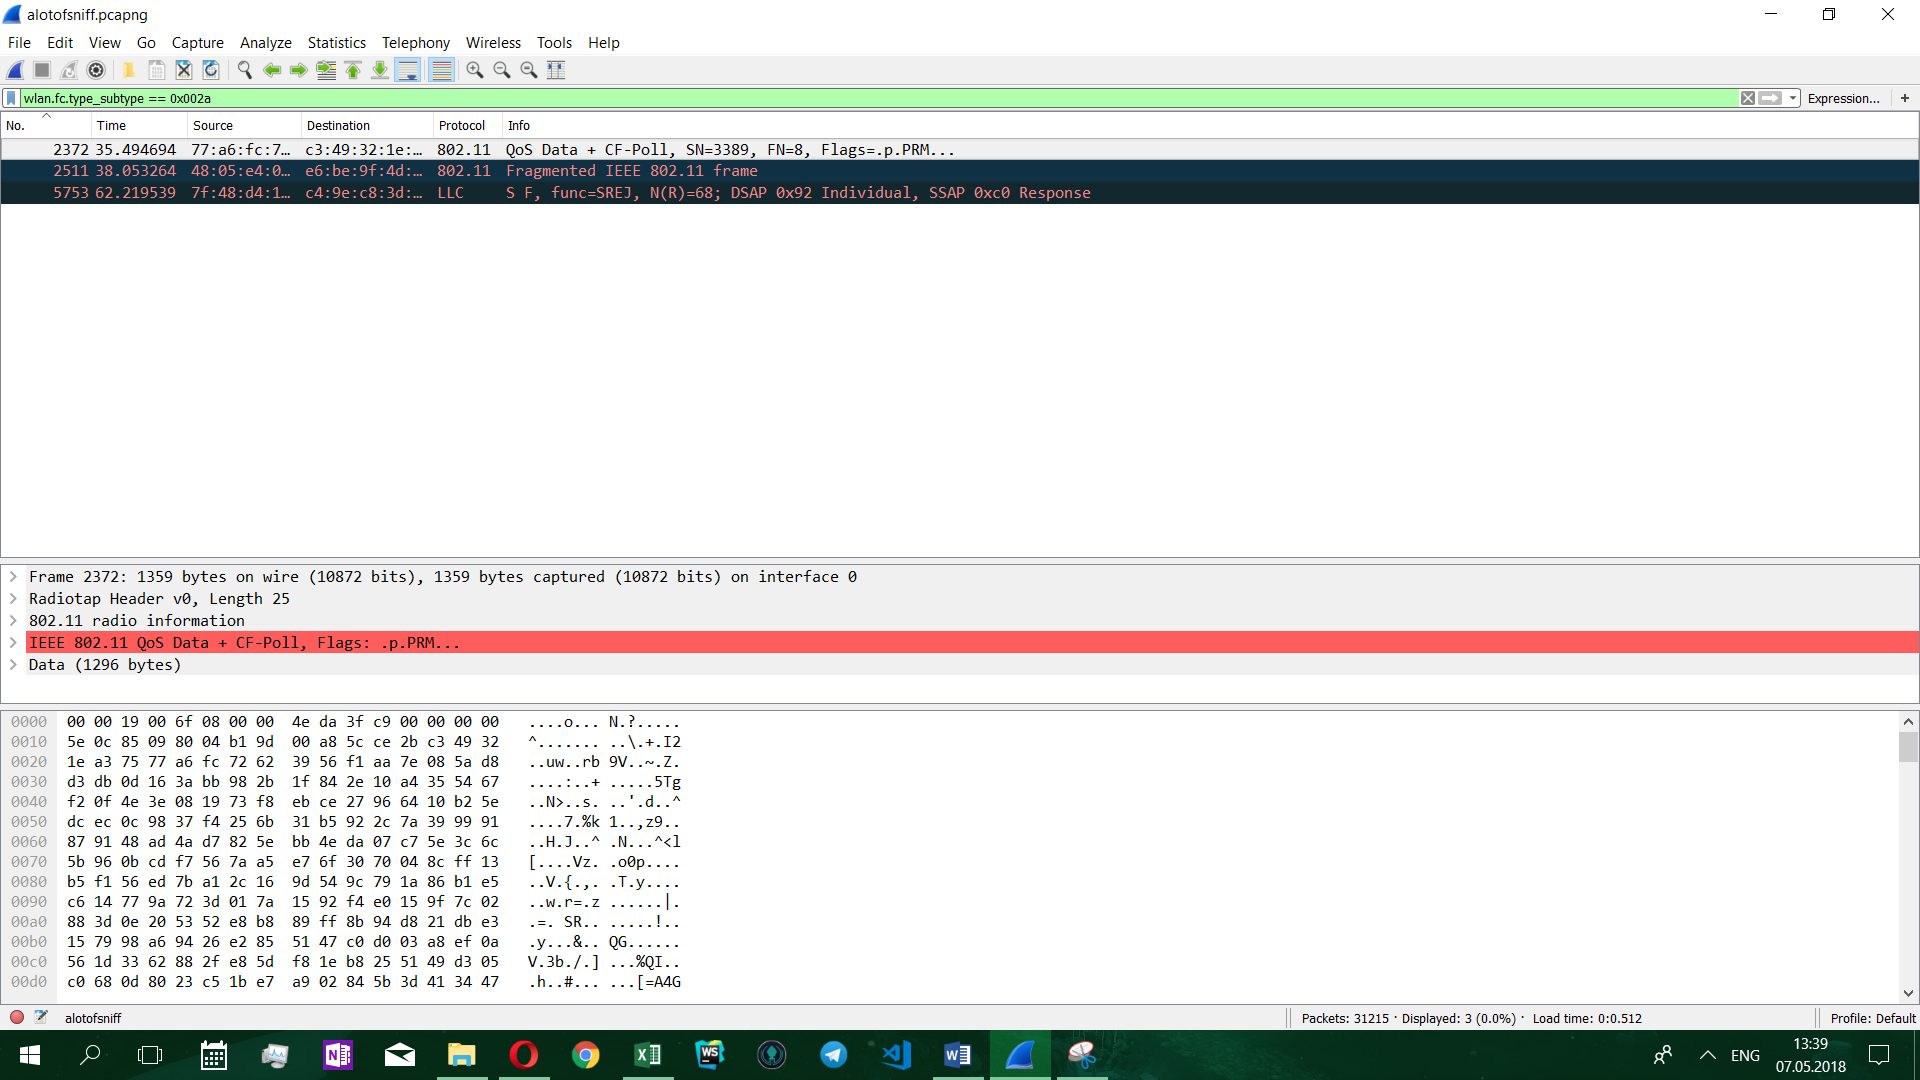 alotofsniff.pcapng
File Edit View Go Capture Analyze Statistics Telephony Wireless Tools Help
wlan.fc.type_subtype == 0x002a Expression... +
No. Time Source Destination Protocol Info
2372 35.494694 77:a6:fc:7… c3:49:32:1e:… 802.11 QoS Data + CF-Poll, SN=3389, FN=8, Flags=.p.PRM...
2511 38.053264 48:05:e4:0… e6:be:9f:4d:… 802.11 Fragmented IEEE 802.11 frame
5753 62.219539 7f:48:d4:1… c4:9e:c8:3d:… LLC S F, func=SREJ, N(R)=68; DSAP 0x92 Individual, SSAP 0xc0 Response
Frame 2372: 1359 bytes on wire (10872 bits), 1359 bytes captured (10872 bits) on interface 0
Radiotap Header v0, Length 25
802.11 radio information
IEEE 802.11 QoS Data + CF-Poll, Flags: .p.PRM...
Data (1296 bytes)
0000 00 00 19 00 6f 08 00 00 4e da 3f c9 00 00 00 00 ....o... N.?.....
0010 5e 0c 85 09 80 04 b1 9d 00 a8 5c ce 2b c3 49 32 ^....... ..\.+.I2
0020 1e a3 75 77 a6 fc 72 62 39 56 f1 aa 7e 08 5a d8 ..uw..rb 9V..~.Z.
0030 d3 db 0d 16 3a bb 98 2b 1f 84 2e 10 a4 35 54 67 ....:..+ .....5Tg
0040 f2 0f 4e 3e 08 19 73 f8 eb ce 27 96 64 10 b2 5e ..N>..s. ..'.d..^
0050 dc ec 0c 98 37 f4 25 6b 31 b5 92 2c 7a 39 99 91 ....7.%k 1..,z9..
0060 87 91 48 ad 4a d7 82 5e bb 4e da 07 c7 5e 3c 6c ..H.J..^ .N...^<l
0070 5b 96 0b cd f7 56 7a a5 e7 6f 30 70 04 8c ff 13 [....Vz. .o0p....
0080 b5 f1 56 ed 7b a1 2c 16 9d 54 9c 79 1a 86 b1 e5 ..V.{.,. .T.y....
0090 c6 14 77 9a 72 3d 01 7a 15 92 f4 e0 15 9f 7c 02 ..w.r=.z ......|.
00a0 88 3d 0e 20 53 52 e8 b8 89 ff 8b 94 d8 21 db e3 .=. SR.. .....!..
00b0 15 79 98 a6 94 26 e2 85 51 47 c0 d0 03 a8 ef 0a .y...&.. QG......
00c0 56 1d 33 62 88 2f e8 5d f8 1e b8 25 51 49 d3 05 V.3b./.] ...%QI..
00d0 c0 68 0d 80 23 c5 1b e7 a9 02 84 5b 3d 41 34 47 .h..#... ...[=A4G
alotofsniff Packets: 31215 · Displayed: 3 (0.0%) · Load time: 0:0.512 Profile: Default
ENG 13:39
07.05.2018